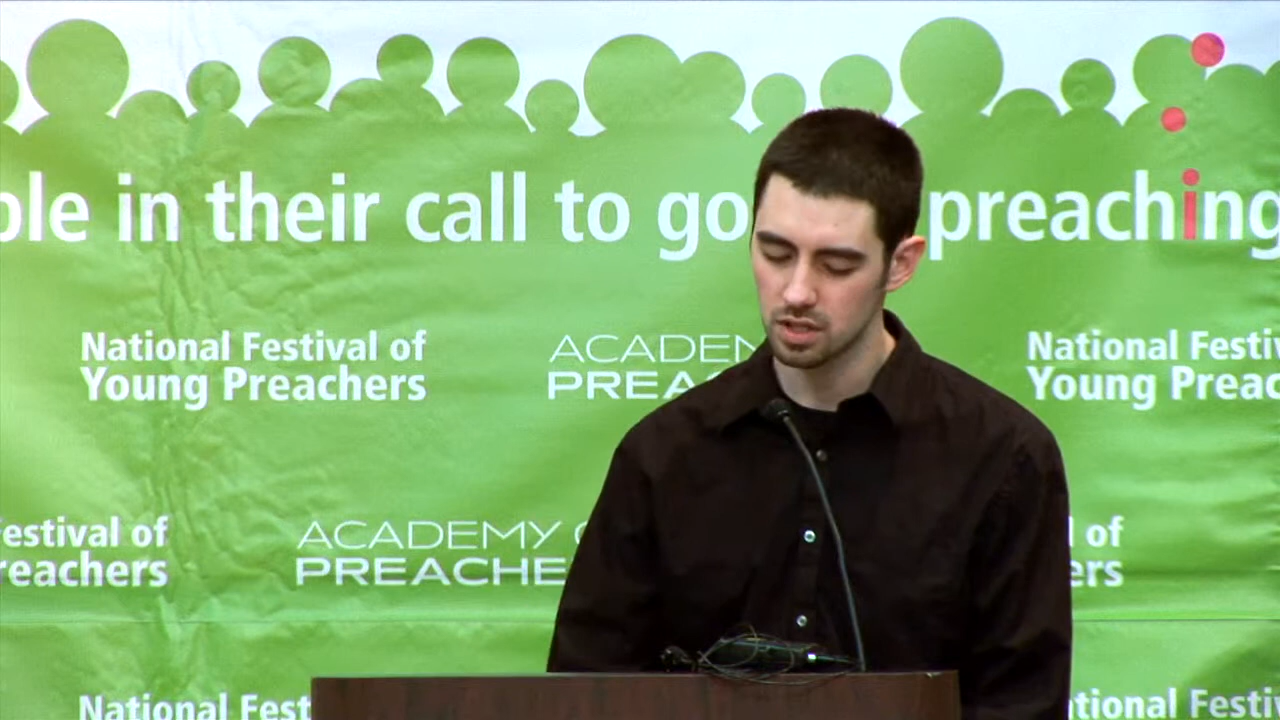 ple in their call to go preaching
National Festival of
Young Preachers
ACADEM
PREA
National Festiv
Young Preac
estival of
reachers
ACADEMY
PREACHE
l of
ers
National Fest
ational Festiv